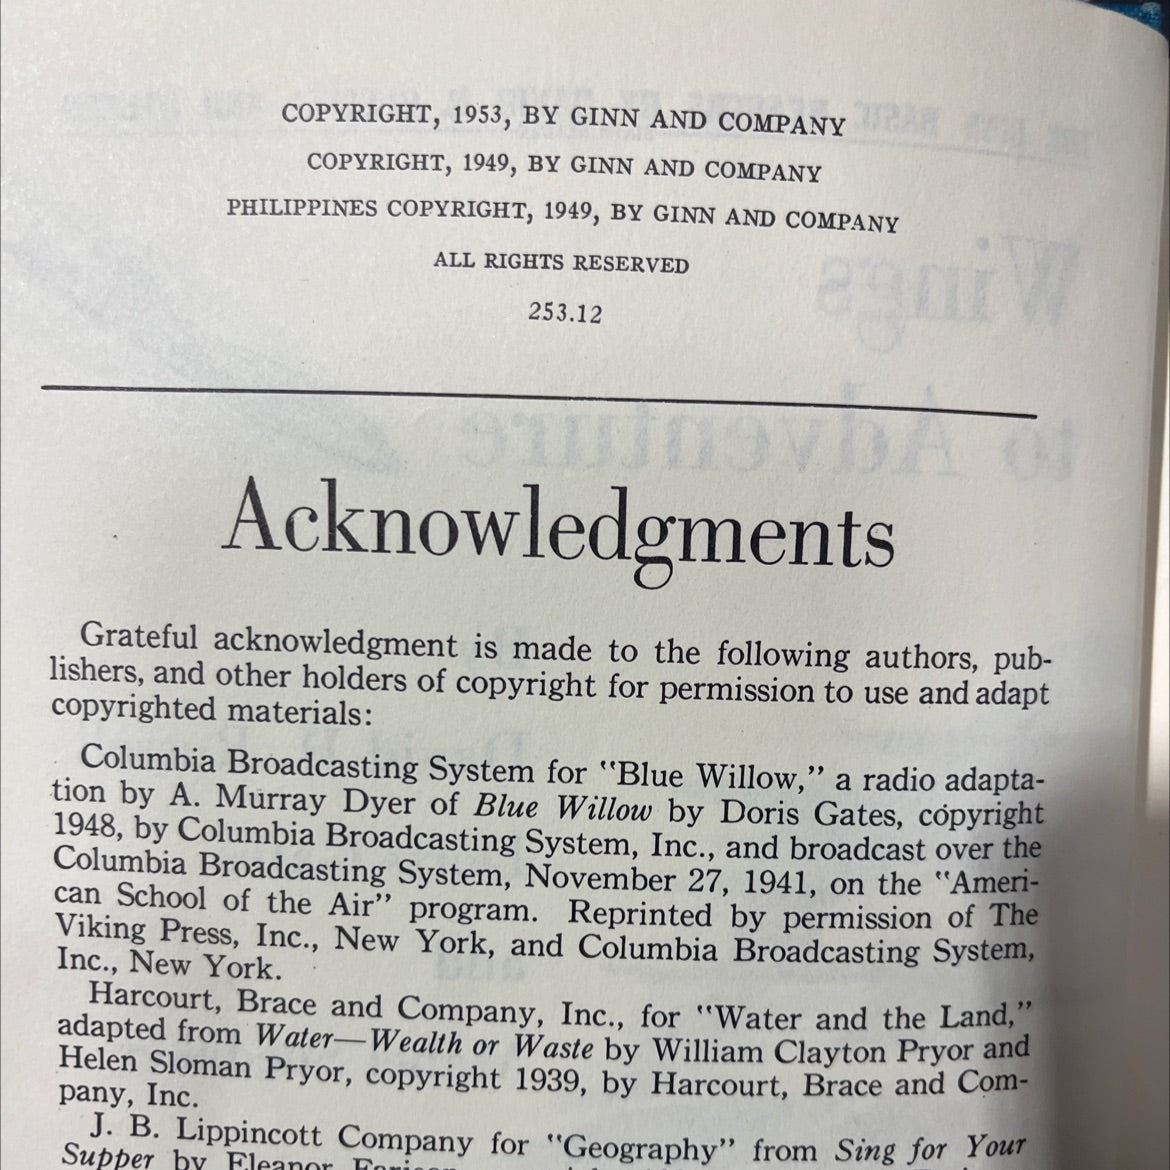 COPYRIGHT, 1953, BY GINN AND COMPANY
COPYRIGHT, 1949, BY GINN AND COMPANY
PHILIPPINES COPYRIGHT, 1949, BY GINN AND COMPANY
ALL RIGHTS RESERVED
253.12
Acknowledgments
Grateful acknowledgment is made to the following authors, pub-
lishers, and other holders of copyright for permission to use and adapt
copyrighted materials:
Columbia Broadcasting System for "Blue Willow," a radio adapta-
tion by A. Murray Dyer of Blue Willow by Doris Gates, copyright
1948, by Columbia Broadcasting System, Inc., and broadcast over the
Columbia Broadcasting System, November 27, 1941, on the "Ameri-
can School of the Air" program. Reprinted by permission of The
Viking Press, Inc., New York, and Columbia Broadcasting System,
Inc., New York.
Harcourt, Brace and Company, Inc., for "Water and the Land,"
adapted from Water—Wealth or Waste by William Clayton Pryor and
Helen Sloman Pryor, copyright 1939, by Harcourt, Brace and Com-
pany, Inc.
J. B. Lippincott Company for "Geography" from Sing for Your
Supper by Eleanor
Wings
to Adventure